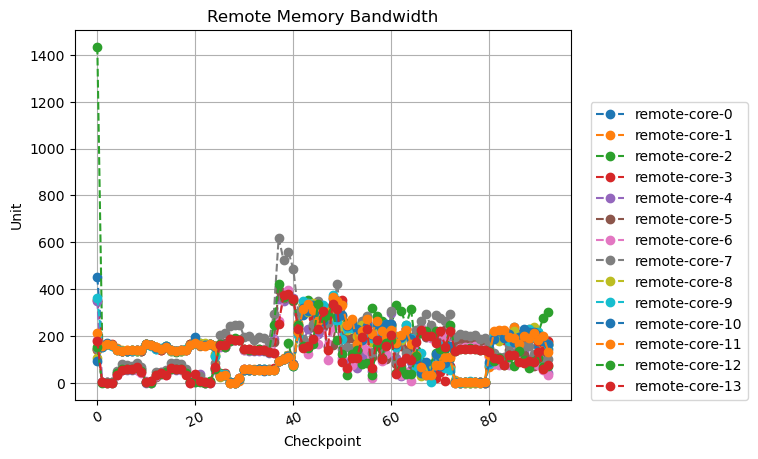 Remote Memory Bandwidth
Unit
1400
1200
1000
800
600
400
200
0
0
20
40
60
80
Checkpoint
remote-core-0
remote-core-1
remote-core-2
remote-core-3
remote-core-4
remote-core-5
remote-core-6
remote-core-7
remote-core-8
remote-core-9
remote-core-10
remote-core-11
remote-core-12
remote-core-13